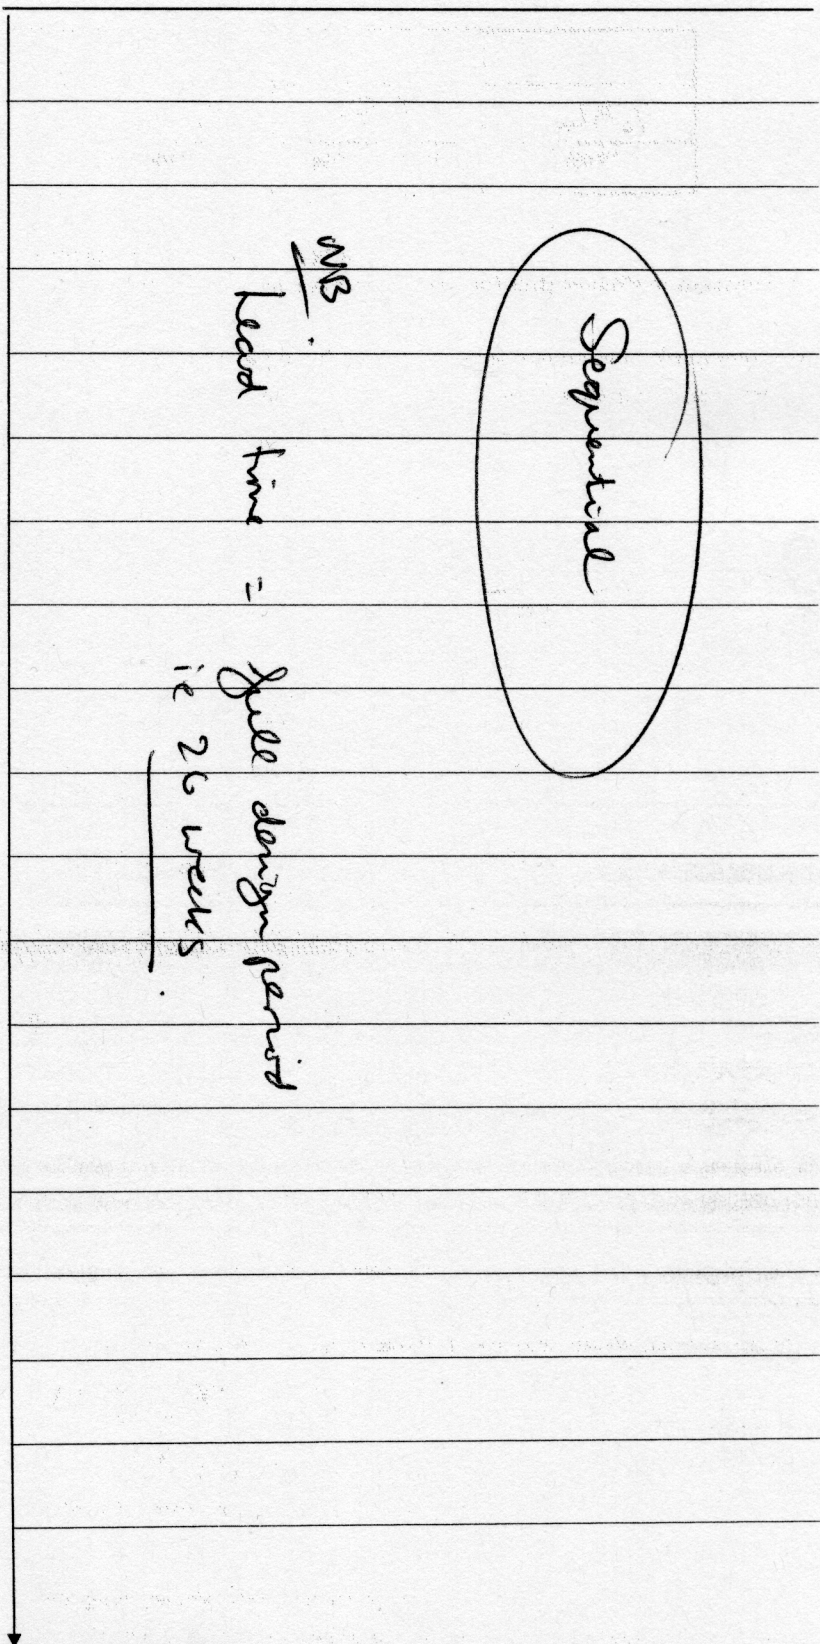 Sequential
NB
Lead time = full design period
ie 26 weeks.